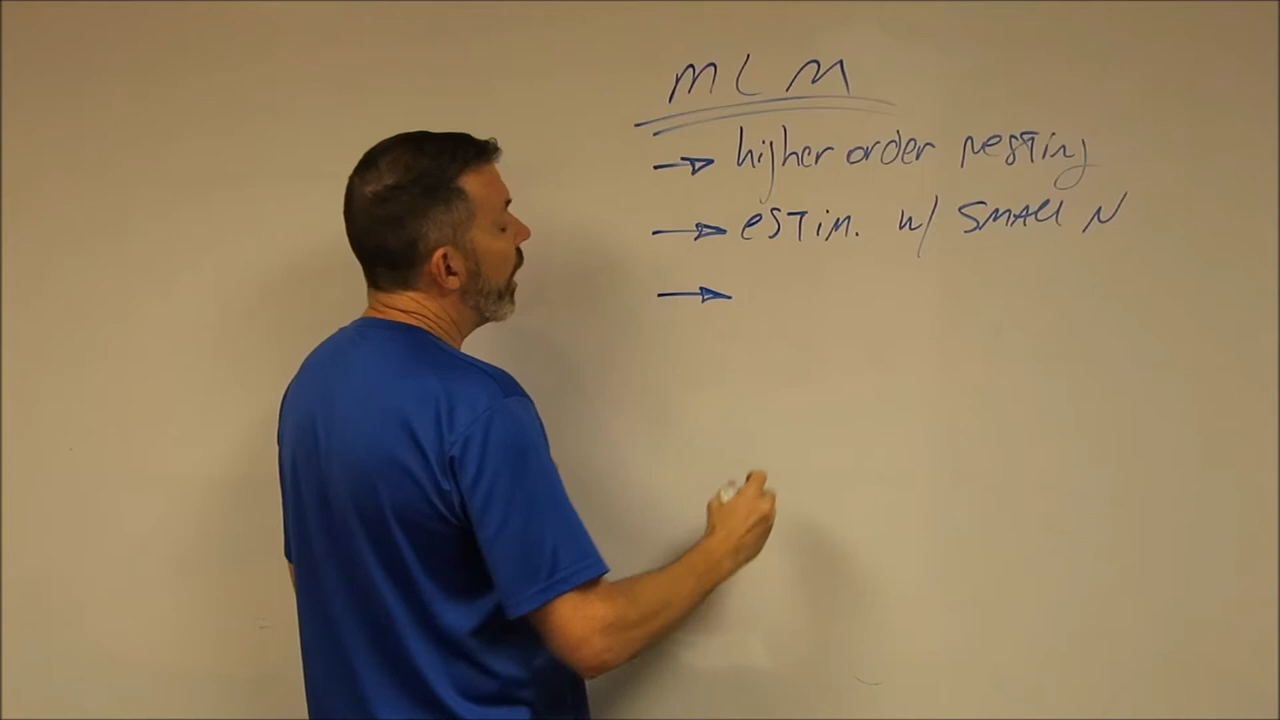 MLM
→ higher order nesting
→ estim. w/ small N
→